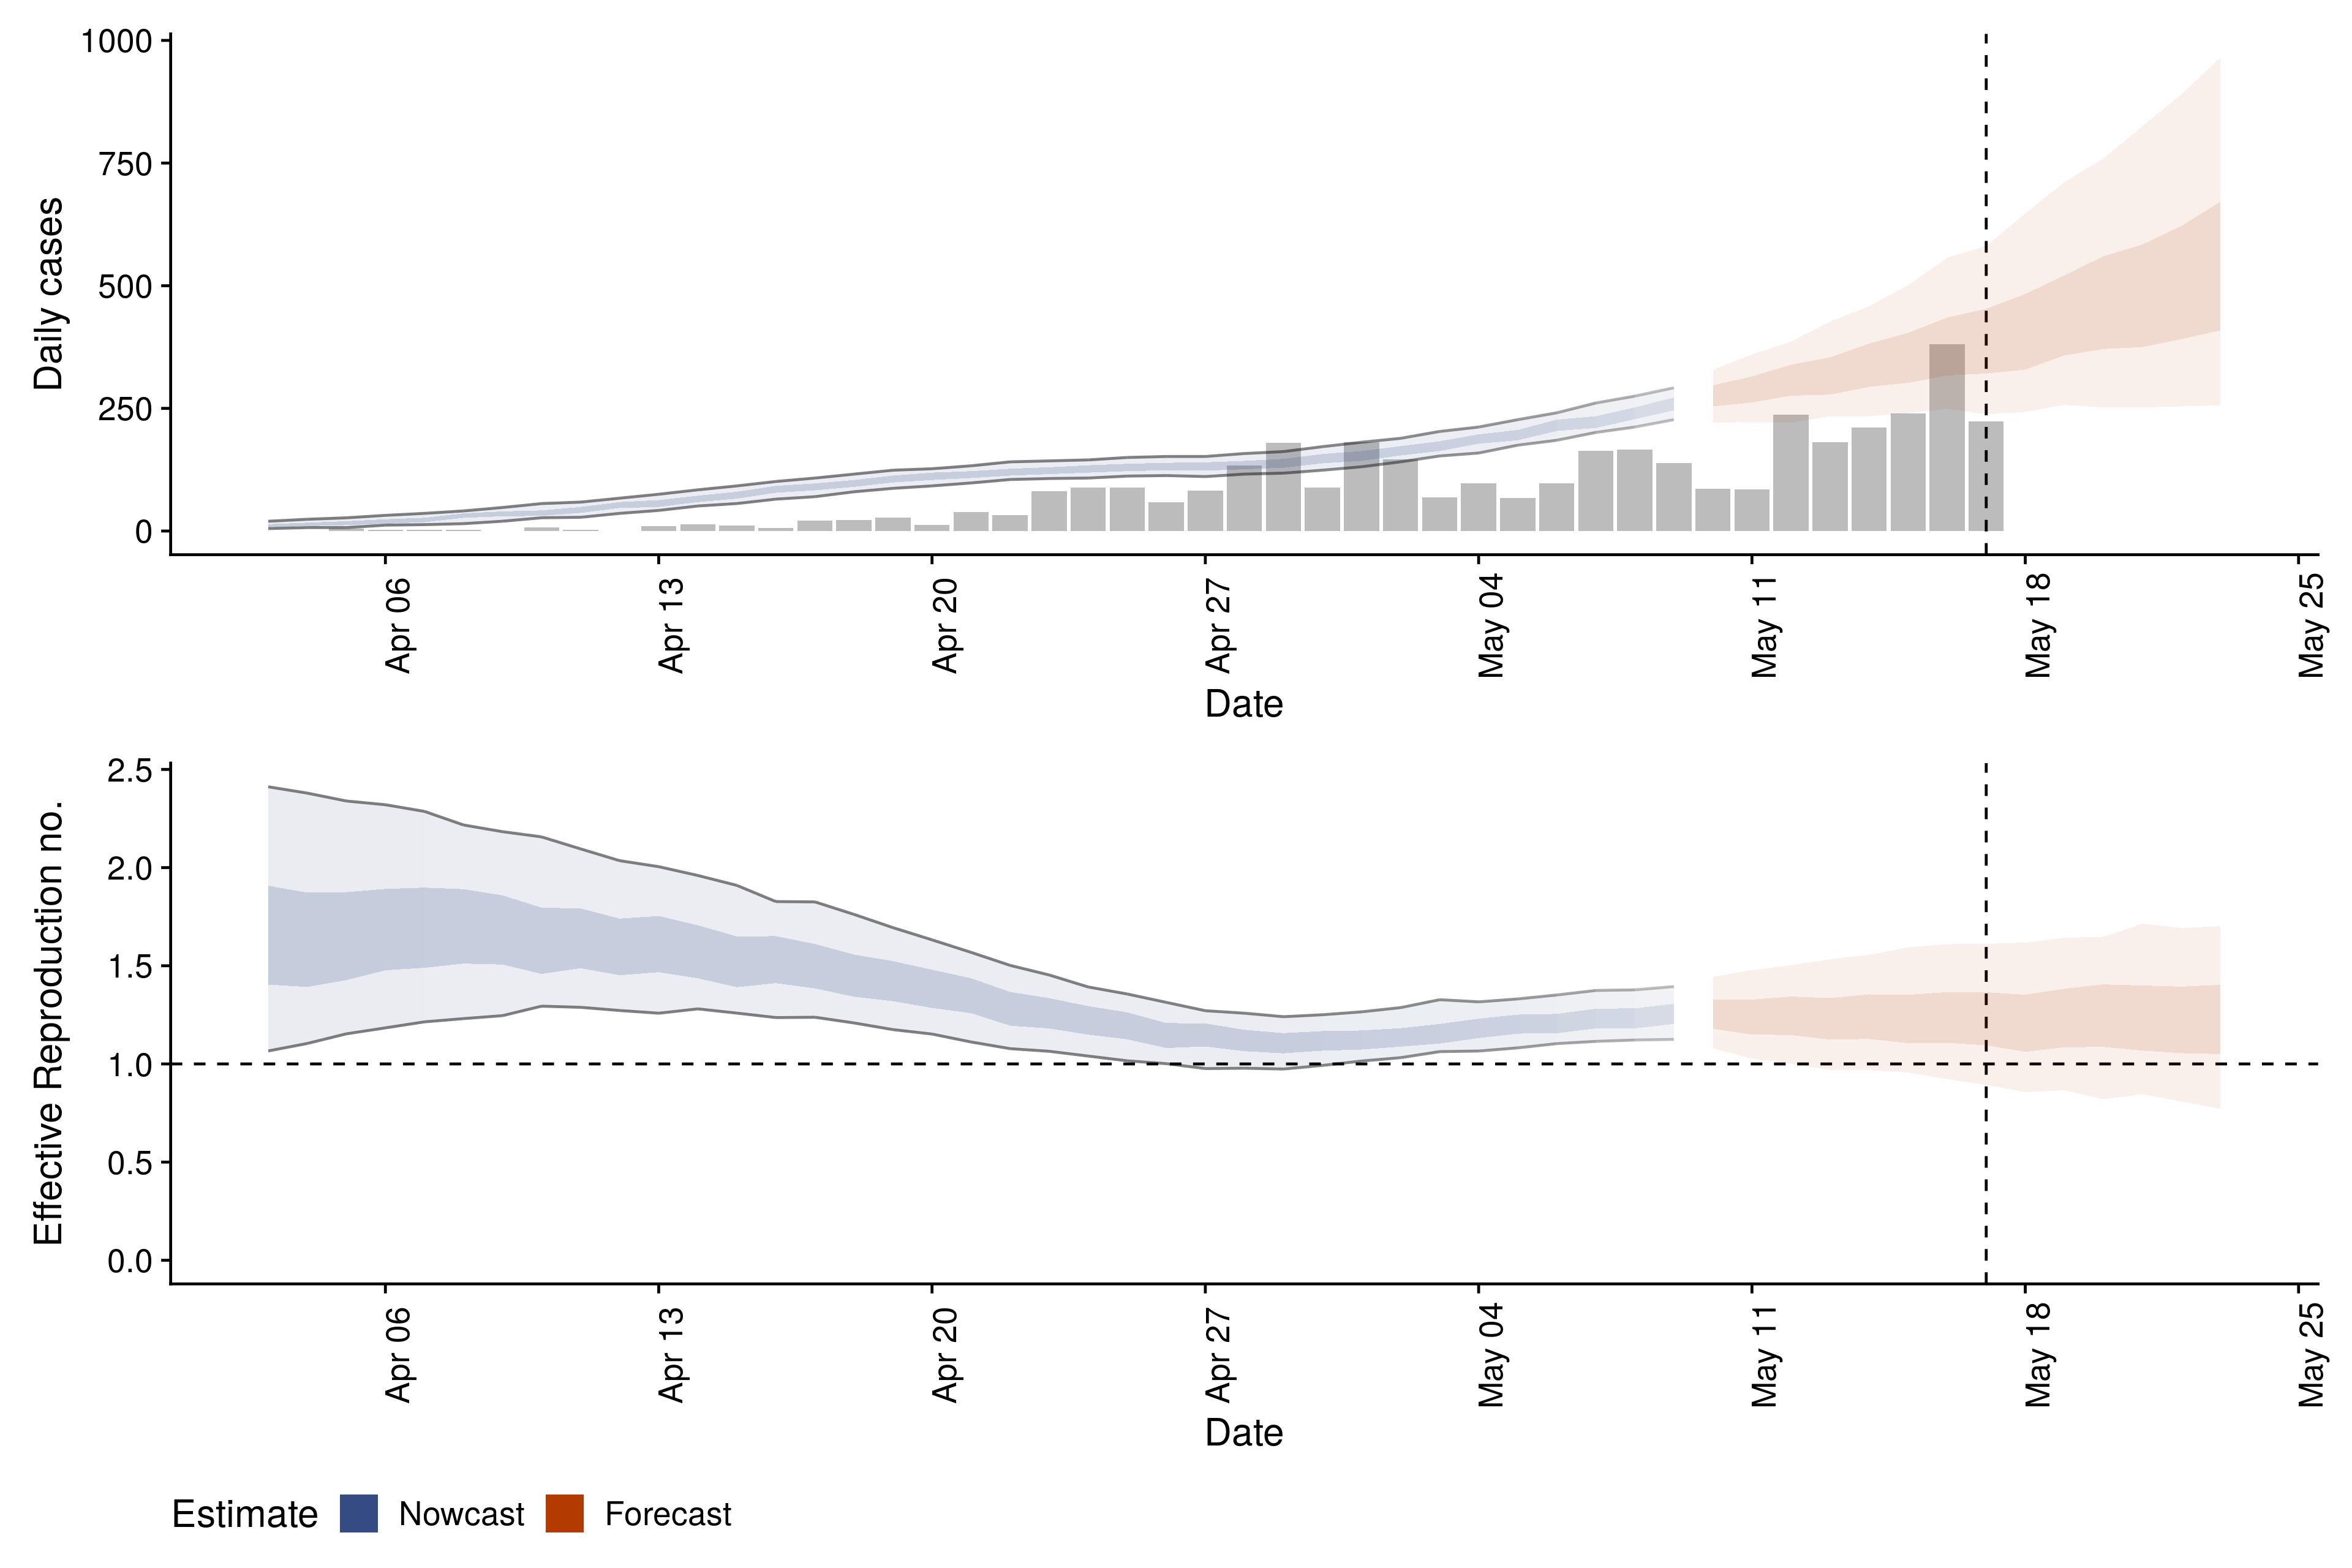 1000
750
500
250
0
Daily cases
Apr 06
Apr 13
Apr 20
Apr 27
May 04
May 11
May 18
May 25
Date
2.5
2.0
1.5
1.0
0.5
0.0
Effective Reproduction no.
Apr 06
Apr 13
Apr 20
Apr 27
May 04
May 11
May 18
May 25
Date
Estimate Nowcast Forecast